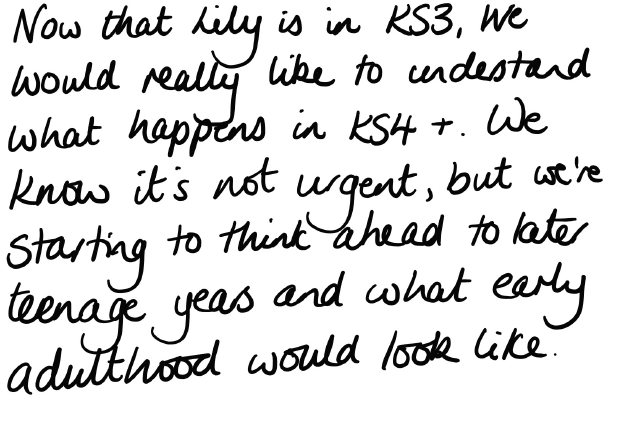 Now that Lily is in KS3, we
would really like to undestand
what happens in KS4 +. We
know it's not urgent, but we're
starting to think ahead to later
teenage yeas and what early
adulthood would look like.